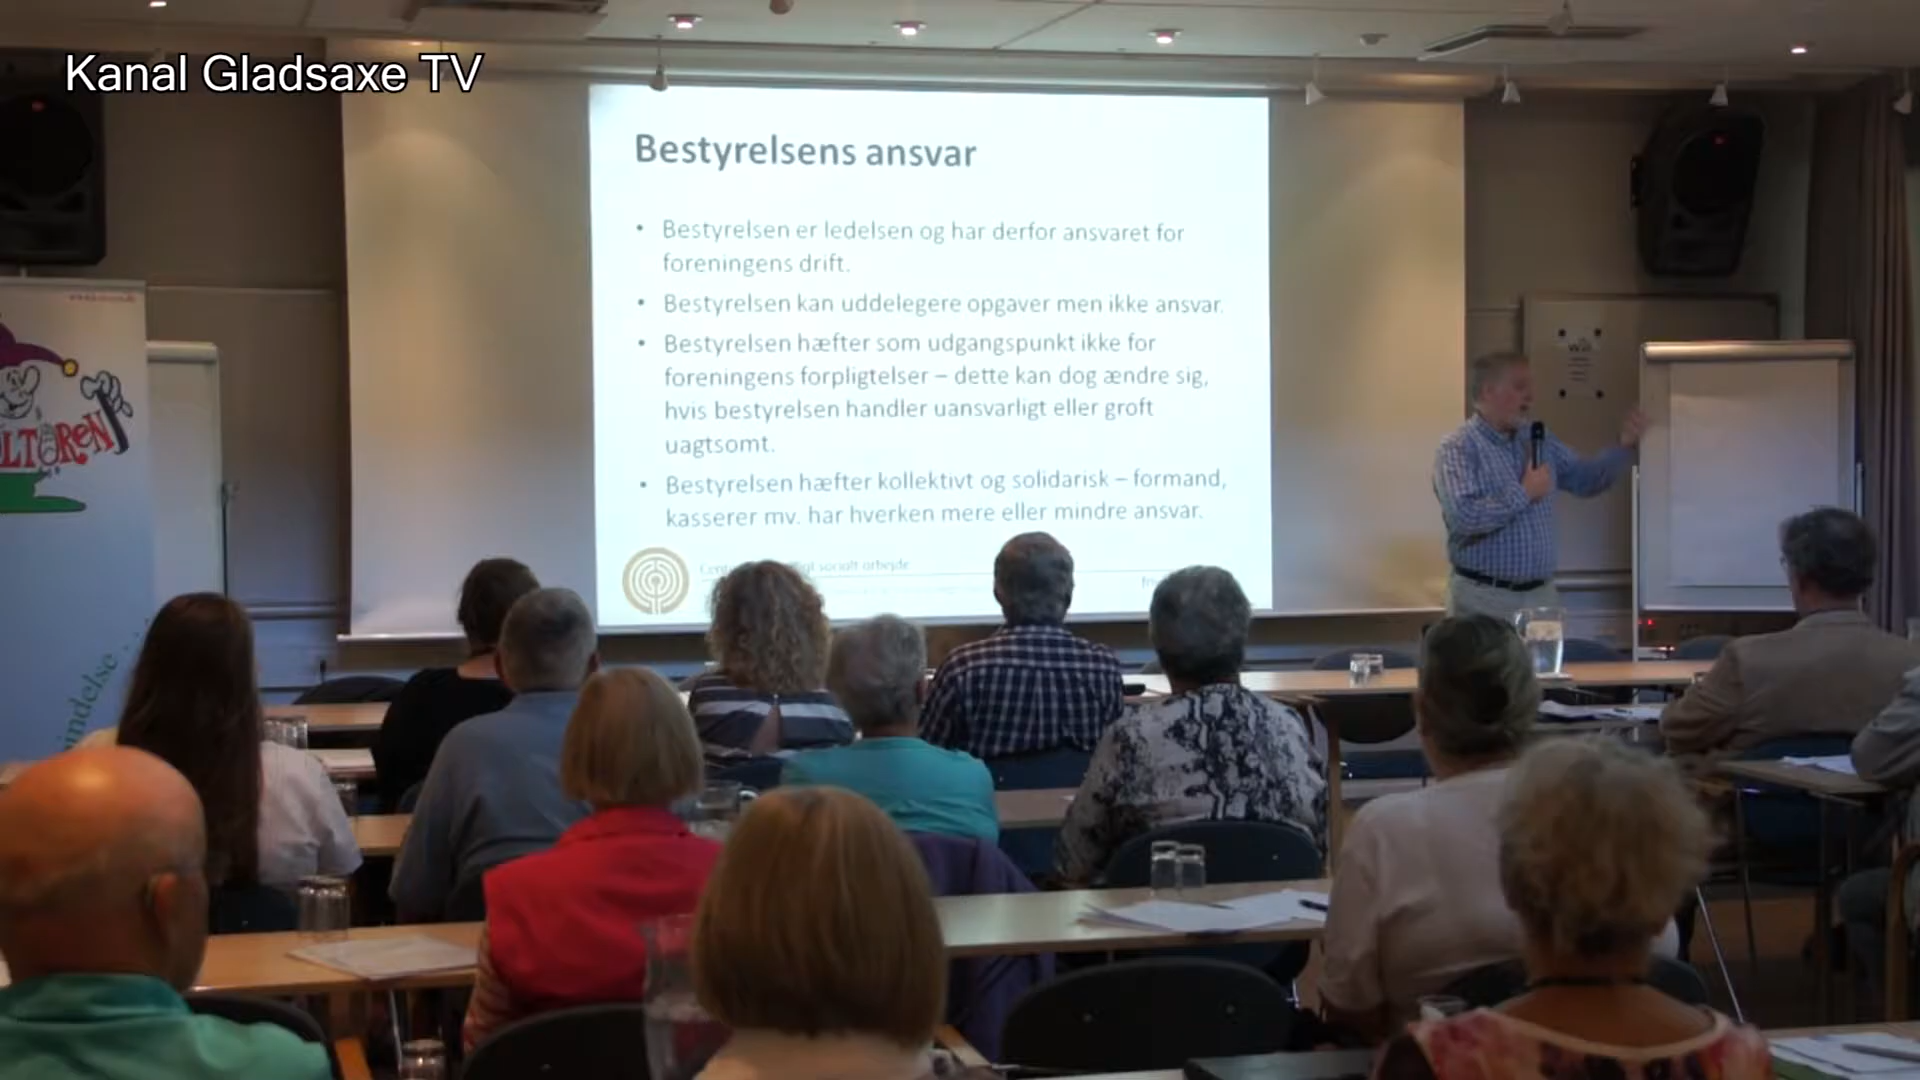 Kanal Gladsaxe TV
Bestyrelsens ansvar
• Bestyrelsen er ledelsen og har derfor ansvaret for
foreningens drift.
• Bestyrelsen kan uddelegere opgaver men ikke ansvar.
• Bestyrelsen hæfter som udgangspunkt ikke for
foreningens forpligtelser – dette kan dog ændre sig,
hvis bestyrelsen handler uansvarligt eller groft
uagtsomt.
• Bestyrelsen hæfter kollektivt og solidarisk – formand,
kasserer mv. har hverken mere eller mindre ansvar.
socialt arbejde